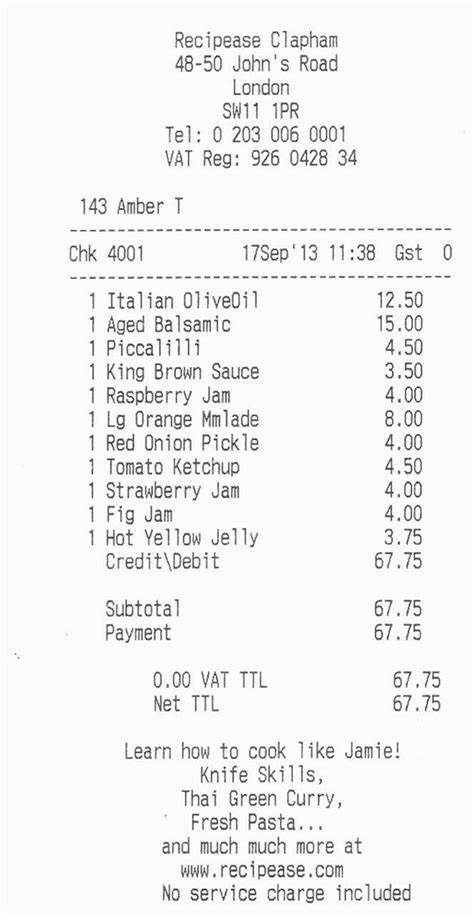 Recipease Clapham
48-50 John's Road
London
SW11 1PR
Tel: 0 203 006 0001
VAT Reg: 926 0428 34
143 Amber T
--------------------------------
Chk 4001 17Sep'13 11:38 Gst 0
--------------------------------
1 Italian OliveOil 12.50
1 Aged Balsamic 15.00
1 Piccalilli 4.50
1 King Brown Sauce 3.50
1 Raspberry Jam 4.00
1 Lg Orange Mmlade 8.00
1 Red Onion Pickle 4.00
1 Tomato Ketchup 4.50
1 Strawberry Jam 4.00
1 Fig Jam 4.00
1 Hot Yellow Jelly 3.75
Credit\Debit 67.75
Subtotal 67.75
Payment 67.75
0.00 VAT TTL 67.75
Net TTL 67.75
Learn how to cook like Jamie!
Knife Skills,
Thai Green Curry,
Fresh Pasta...
and much much more at
www.recipease.com
No service charge included